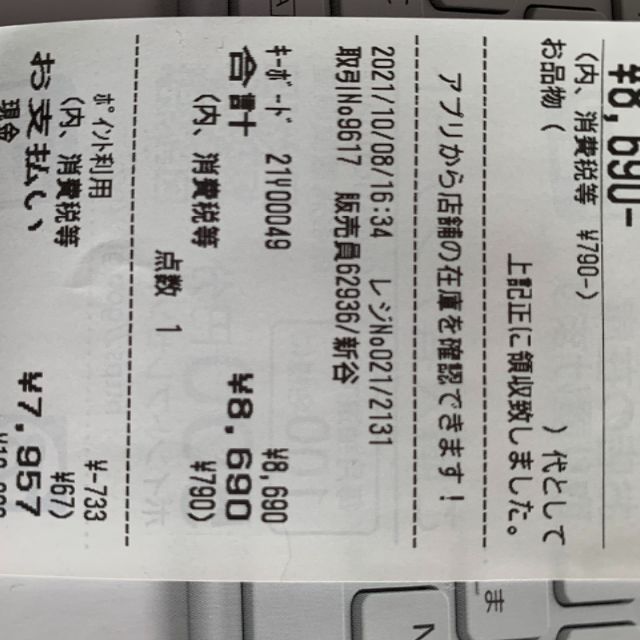 ¥8,690-
(内、消費税等 ¥790-)
お品物 ( ) 代として
上記正に領収致しました。
アプリから店舗の在庫を確認できます!
2021/10/08/16:34 レジNo.021/2131
取引No.9617 販売員62936/新谷
キーボード 21Y00049 ¥8,690
合計 ¥8,690
(内、消費税等 ¥790)
点数 1
ポイント利用 ¥-733
(内、消費税等 ¥67)
お支払い ¥7,957
現金
ま
N